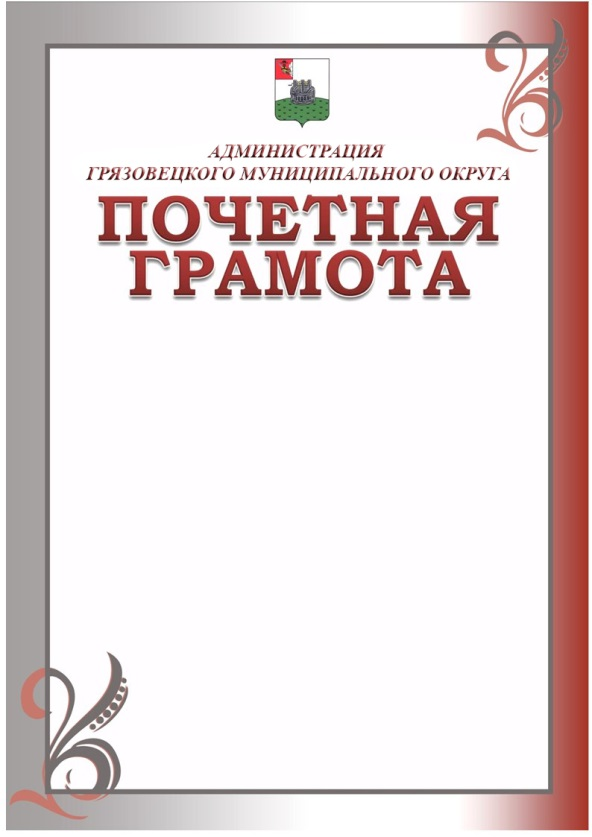 АДМИНИСТРАЦИЯ
ГРЯЗОВЕЦКОГО МУНИЦИПАЛЬНОГО ОКРУГА
ПОЧЕТНАЯ
ГРАМОТА